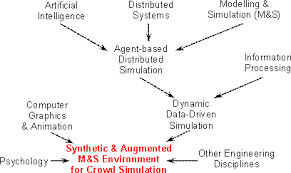 Artificial
Intelligence
Distributed
Systems
Modelling &
Simulation (M&S)
Agent-based
Distributed
Simulation
Information
Processing
Computer
Graphics
& Animation
Dynamic
Data-Driven
Simulation
Synthetic & Augmented
M&S Environment
for Crowd Simulation
Psychology
Other Engineering
Disciplines